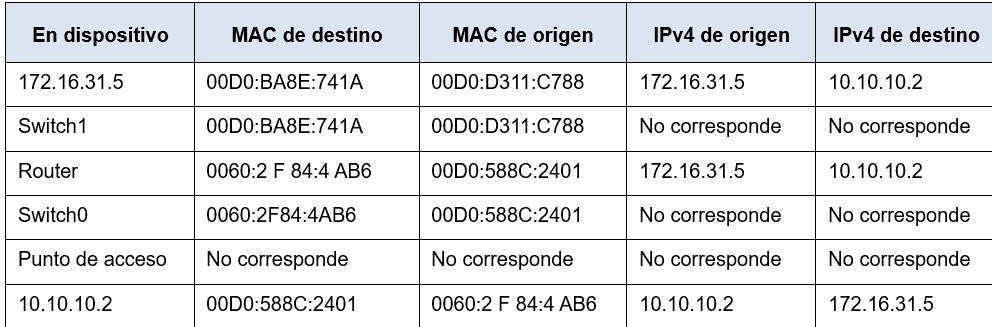 En dispositivo MAC de destino MAC de origen IPv4 de origen IPv4 de destino
172.16.31.5 00D0:BA8E:741A 00D0:D311:C788 172.16.31.5 10.10.10.2
Switch1 00D0:BA8E:741A 00D0:D311:C788 No corresponde No corresponde
Router 0060:2 F 84:4 AB6 00D0:588C:2401 172.16.31.5 10.10.10.2
Switch0 0060:2F84:4AB6 00D0:588C:2401 No corresponde No corresponde
Punto de acceso No corresponde No corresponde No corresponde No corresponde
10.10.10.2 00D0:588C:2401 0060:2 F 84:4 AB6 10.10.10.2 172.16.31.5